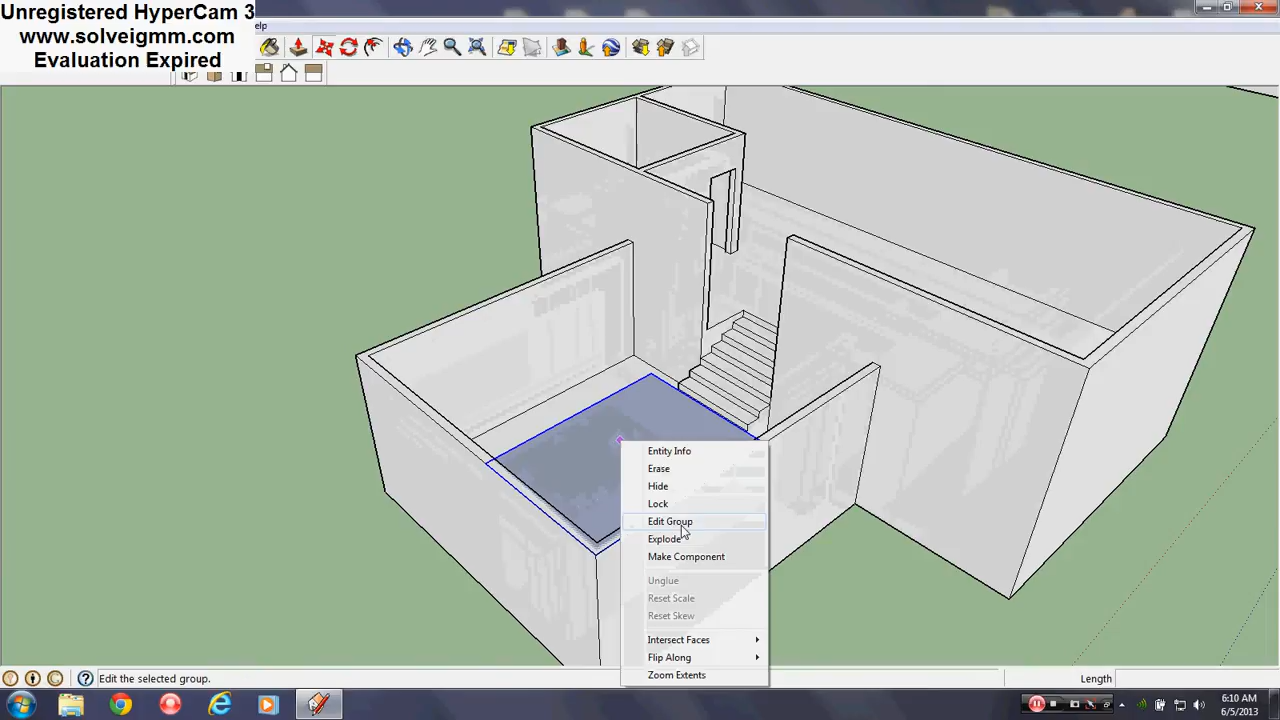 Unregistered HyperCam 3
www.solveigmm.com
Evaluation Expired
elp
Entity Info
Erase
Hide
Lock
Edit Group
Explode
Make Component
Unglue
Reset Scale
Reset Skew
Intersect Faces
Flip Along
Zoom Extents
Edit the selected group.
Length
6:10 AM
6/5/2013